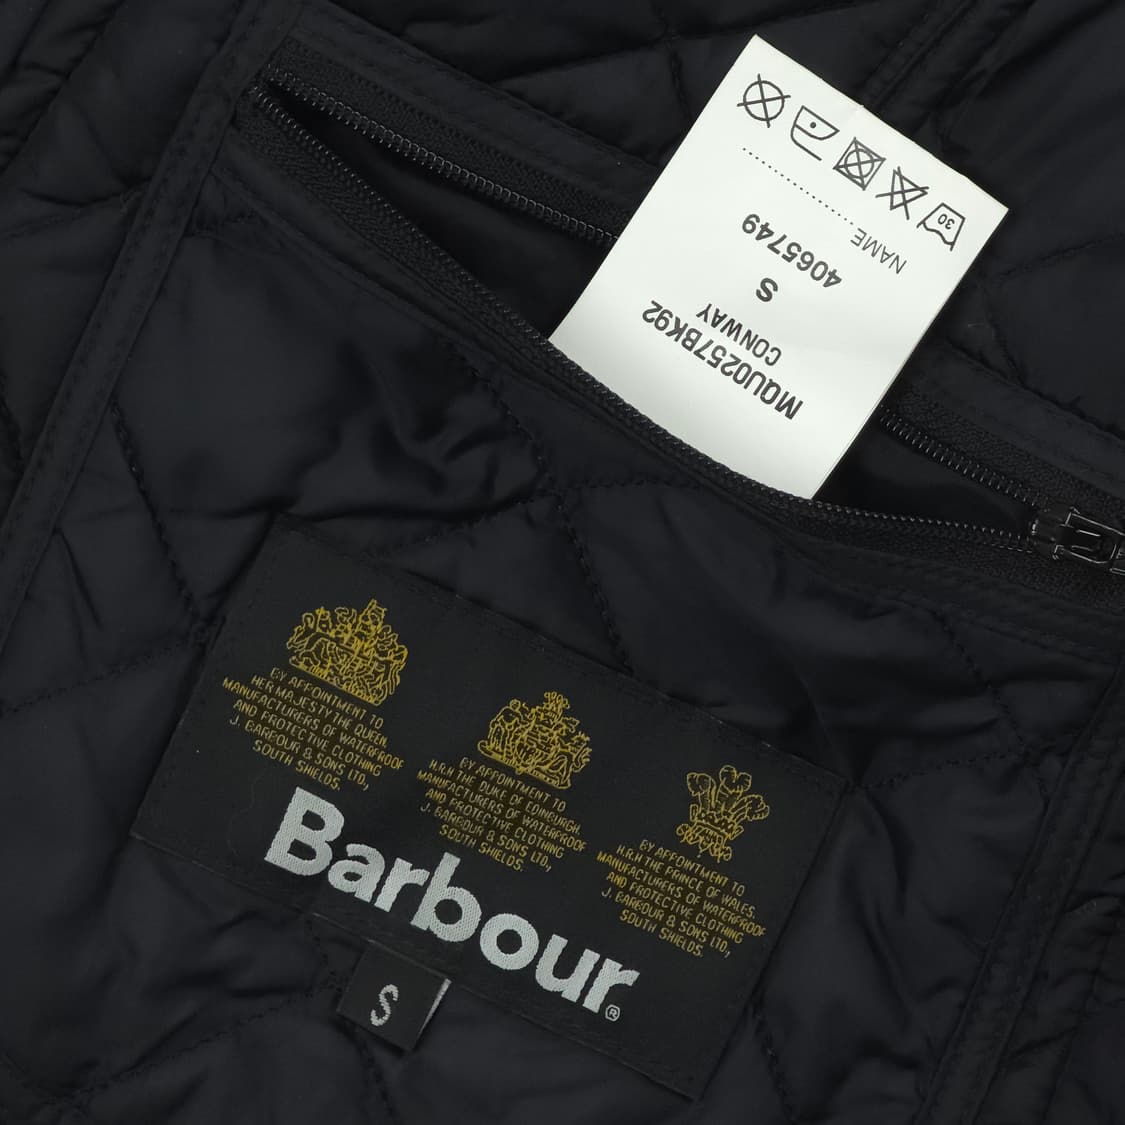 MQU0257BK92
CONWAY
S
4065749
NAME ....................
30
BY APPOINTMENT TO
HER MAJESTY THE QUEEN.
MANUFACTURERS OF WATERPROOF
AND PROTECTIVE CLOTHING
J. BARBOUR & SONS LTD,
SOUTH SHIELDS.
BY APPOINTMENT TO
H.R.H THE DUKE OF EDINBURGH.
MANUFACTURERS OF WATERPROOF
AND PROTECTIVE CLOTHING
J. BARBOUR & SONS LTD,
SOUTH SHIELDS.
BY APPOINTMENT TO
H.R.H THE PRINCE OF WALES.
MANUFACTURERS OF WATERPROOF
AND PROTECTIVE CLOTHING
J. BARBOUR & SONS LTD,
SOUTH SHIELDS.
Barbour®
S